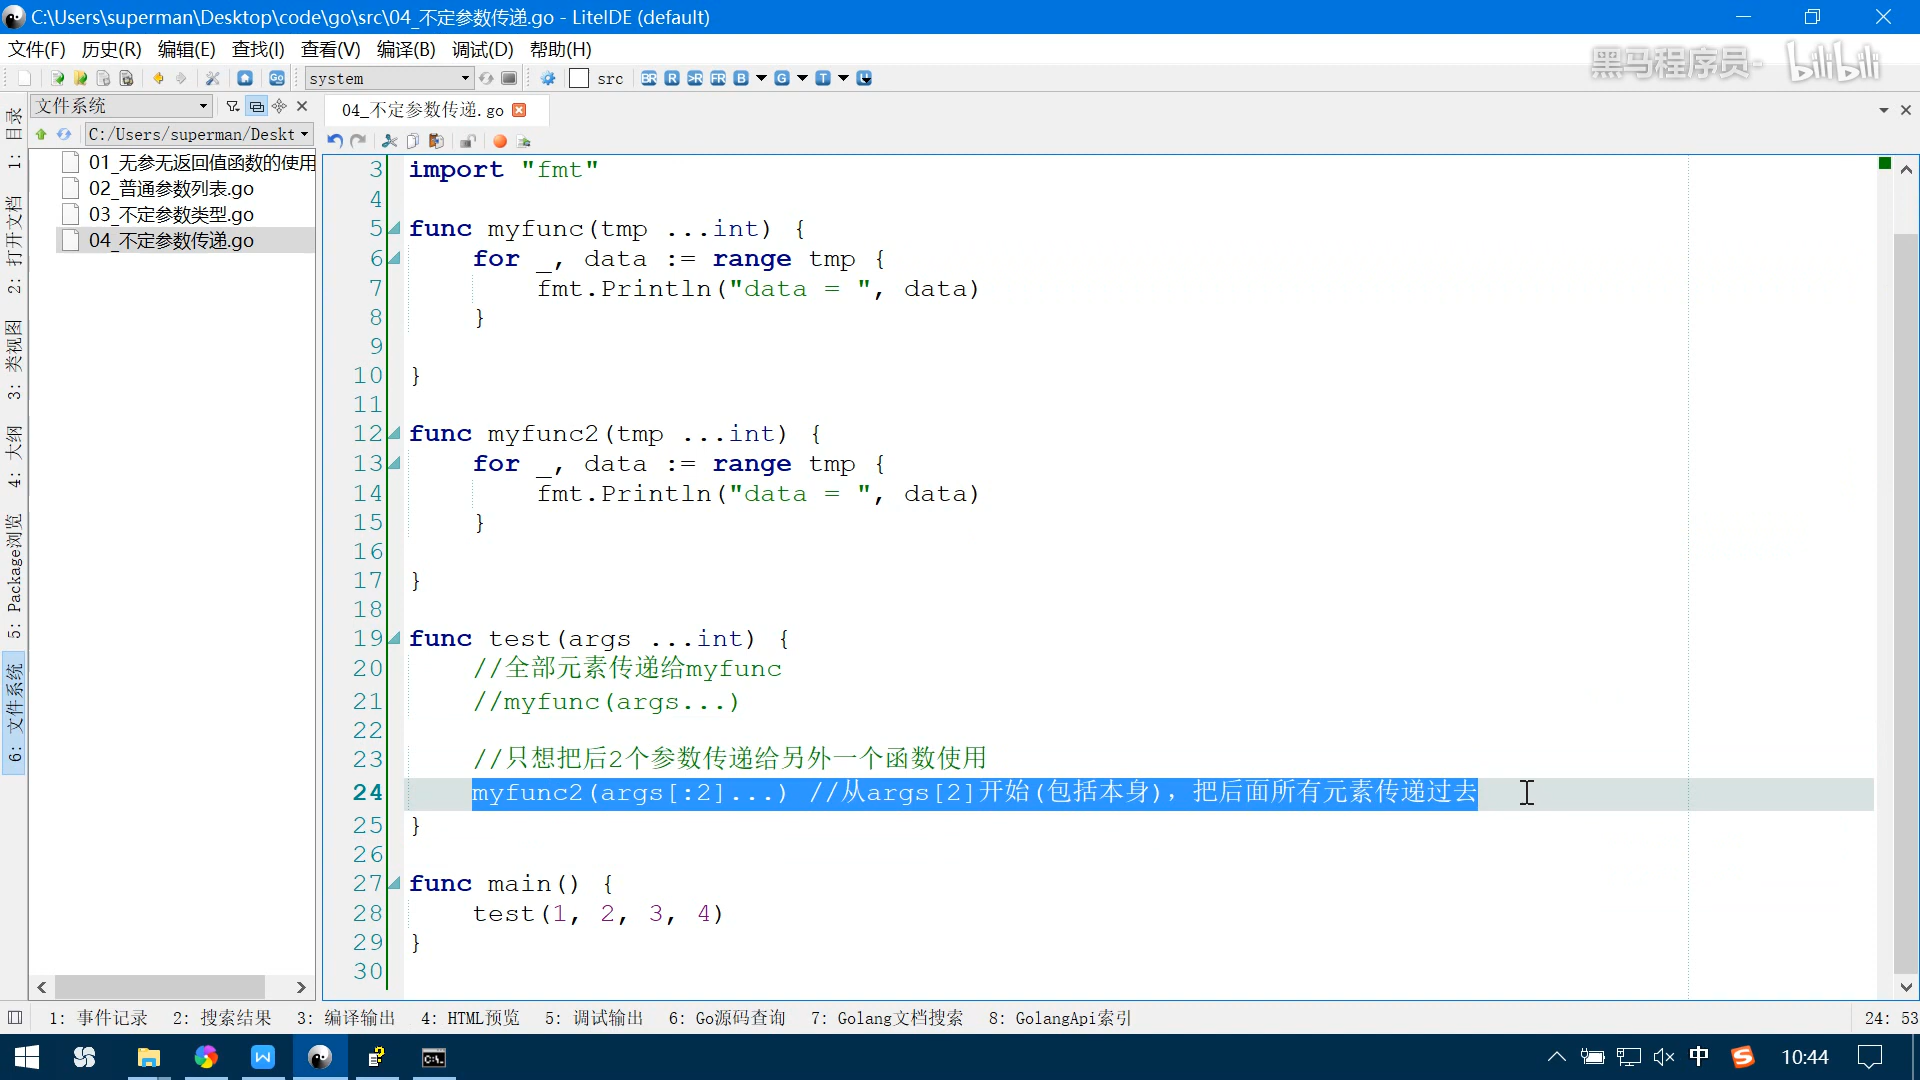 C:\Users\superman\Desktop\code\go\src\04_不定参数传递.go - LiteIDE (default)
文件(F) 历史(R) 编辑(E) 查找(I) 查看(V) 编译(B) 调试(D) 帮助(H)
黑马程序员- bilibili
system src BR R >R FR B G T
文件系统
04_不定参数传递.go
C:/Users/superman/Deskt
1: 目录
2: 打开文档
3: 类视图
4: 大纲
5: Package浏览
6: 文件系统
01_无参无返回值函数的使用
02_普通参数列表.go
03_不定参数类型.go
04_不定参数传递.go
3 import "fmt"
4
5 func myfunc(tmp ...int) {
6 for _, data := range tmp {
7 fmt.Println("data = ", data)
8 }
9
10 }
11
12 func myfunc2(tmp ...int) {
13 for _, data := range tmp {
14 fmt.Println("data = ", data)
15 }
16
17 }
18
19 func test(args ...int) {
20 //全部元素传递给myfunc
21 //myfunc(args...)
22
23 //只想把后2个参数传递给另外一个函数使用
24 myfunc2(args[:2]...) //从args[2]开始(包括本身)，把后面所有元素传递过去
25 }
26
27 func main() {
28 test(1, 2, 3, 4)
29 }
30
1: 事件记录 2: 搜索结果 3: 编译输出 4: HTML预览 5: 调试输出 6: Go源码查询 7: Golang文档搜索 8: GolangApi索引 24: 53
中 10:44